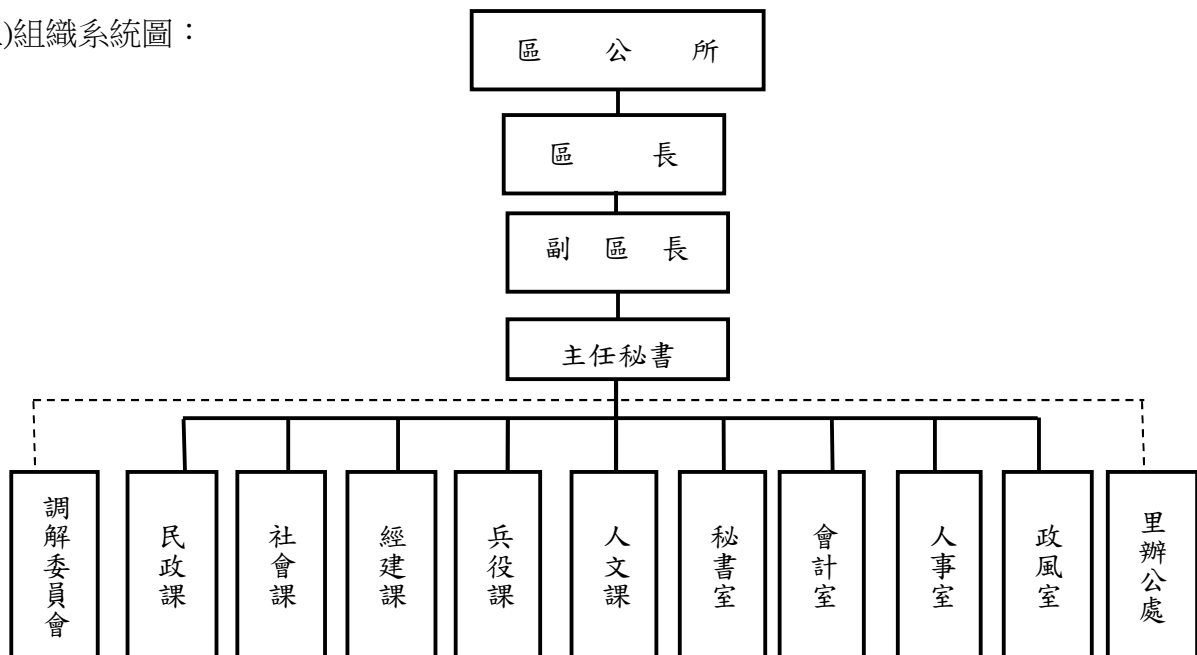 )組織系統圖：
區公所
區長
副區長
主任秘書
調解委員會
民政課
社會課
經建課
兵役課
人文課
秘書室
會計室
人事室
政風室
里辦公處